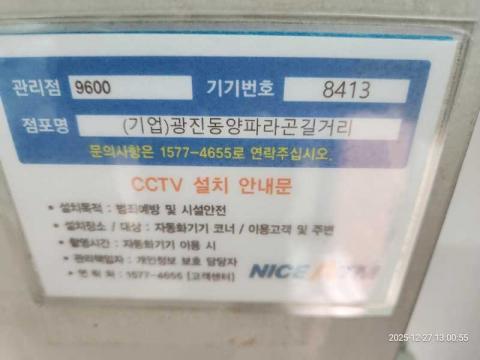 관리점 9600 기기번호 8413
점포명 (기업)광진동양파라곤길거리
문의사항은 1577-4655로 연락주십시오.
CCTV 설치 안내문
• 설치목적 : 범죄예방 및 시설안전
• 설치장소 / 대상 : 자동화기기 코너 / 이용고객 및 주변
• 촬영시간 : 자동화기기 이용 시
• 관리책임자 : 개인정보 보호 담당자
• 연 락 처 : 1577-4655 [고객센터]
NICE ATM
2025-12-27 13:00:55